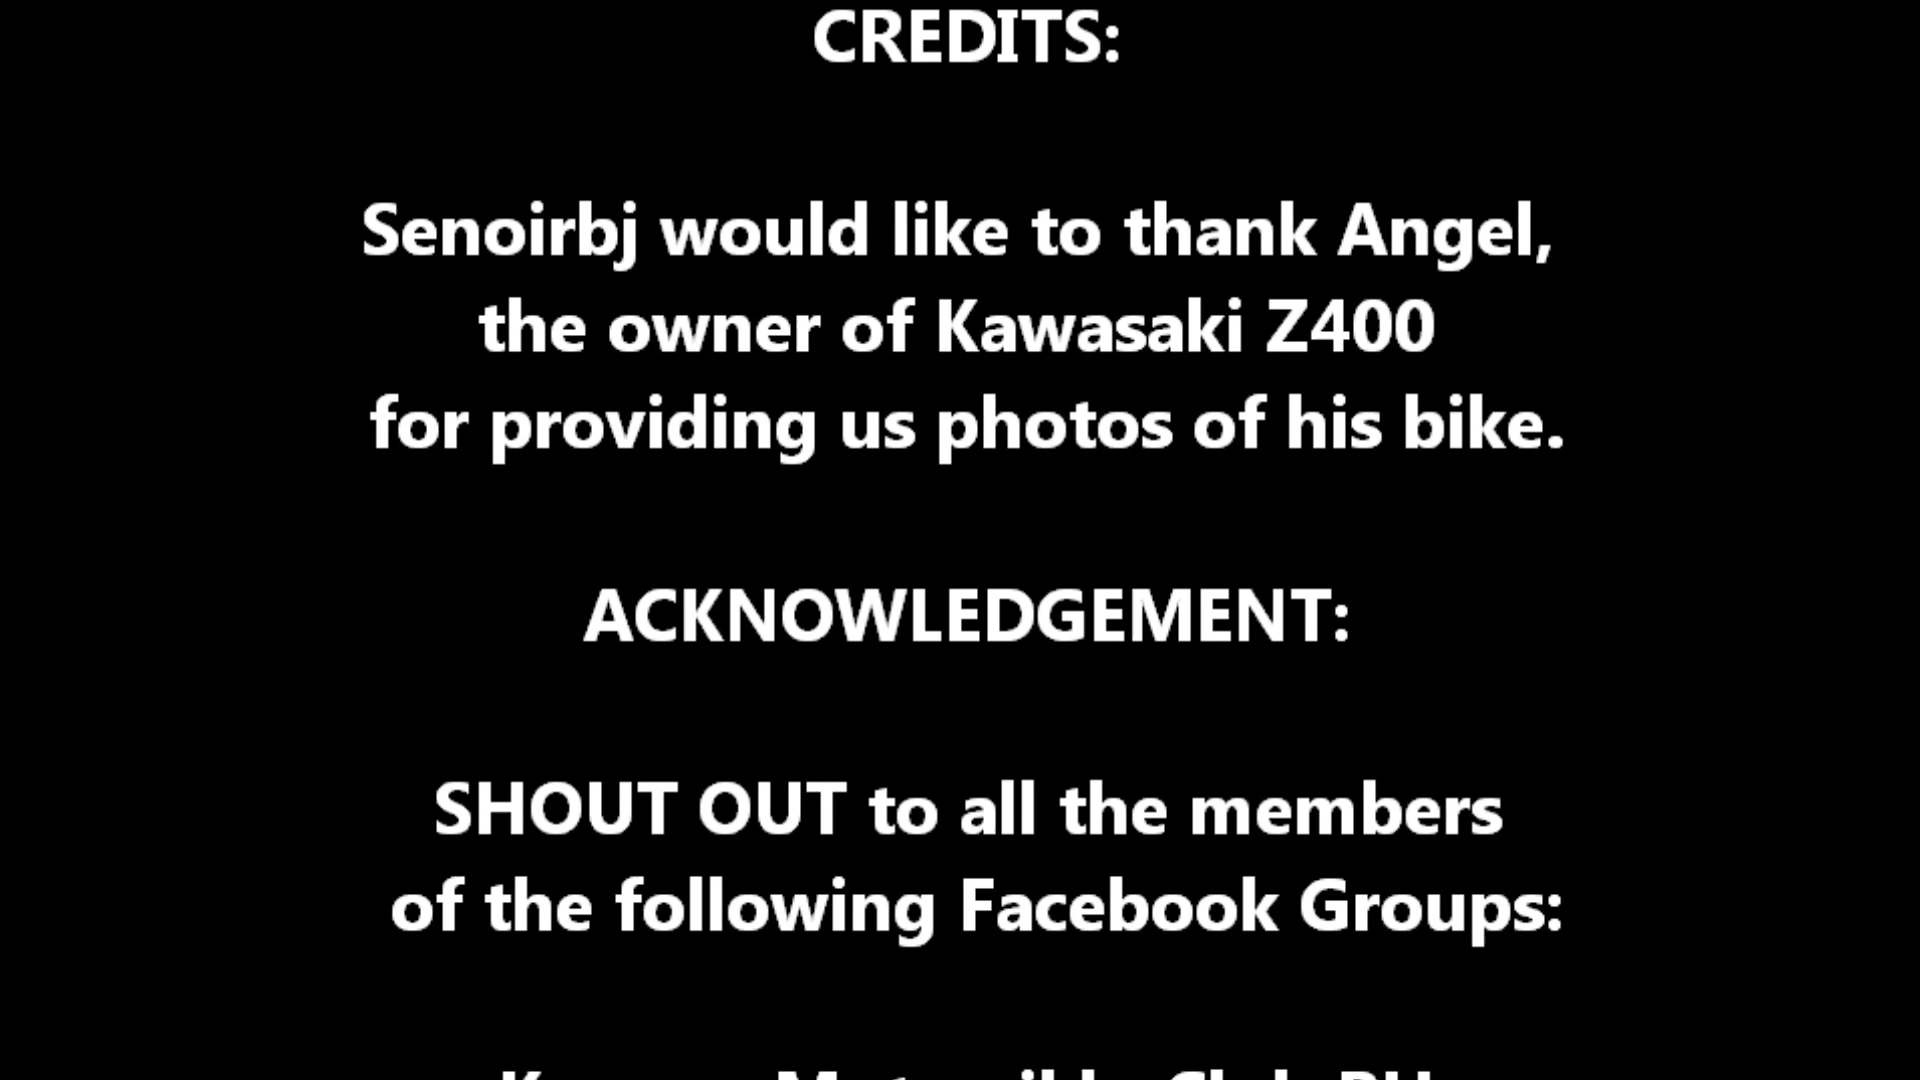 CREDITS:
Senoirbj would like to thank Angel,
the owner of Kawasaki Z400
for providing us photos of his bike.
ACKNOWLEDGEMENT:
SHOUT OUT to all the members
of the following Facebook Groups: